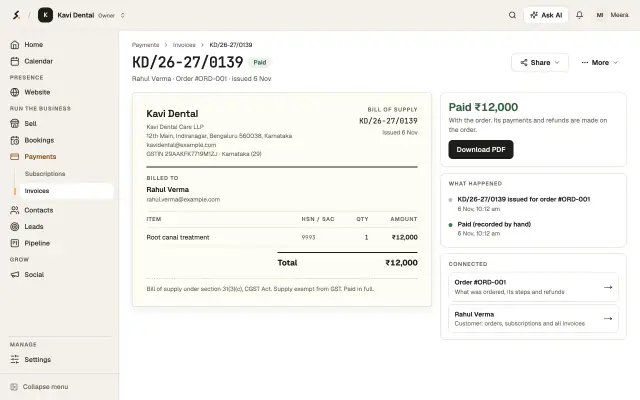 K Kavi Dental Owner
Ask AI
MI Meera
Home
Calendar
PRESENCE
Website
RUN THE BUSINESS
Sell
Bookings
Payments
Subscriptions
Invoices
Contacts
Leads
Pipeline
GROW
Social
MANAGE
Settings
Collapse menu
Payments > Invoices > KD/26-27/0139
KD/26-27/0139 Paid
Rahul Verma · Order #ORD-001 · issued 6 Nov
Share
More
Kavi Dental
Kavi Dental Care LLP
12th Main, Indiranagar, Bengaluru 560038, Karnataka
kavidental@example.com
GSTIN 29AAKFK7719M1ZJ · Karnataka (29)
BILL OF SUPPLY
KD/26-27/0139
Issued 6 Nov
BILLED TO
Rahul Verma
rahul.verma@example.com
ITEM HSN / SAC QTY AMOUNT
Root canal treatment 9993 1 ₹12,000
Total ₹12,000
Bill of supply under section 31(3)(c), CGST Act. Supply exempt from GST. Paid in full.
Paid ₹12,000
With the order. Its payments and refunds are made on
the order.
Download PDF
WHAT HAPPENED
KD/26-27/0139 issued for order #ORD-001
6 Nov, 10:12 am
Paid (recorded by hand)
6 Nov, 10:12 am
CONNECTED
Order #ORD-001
What was ordered, its steps and refunds
Rahul Verma
Customer: orders, subscriptions and all invoices